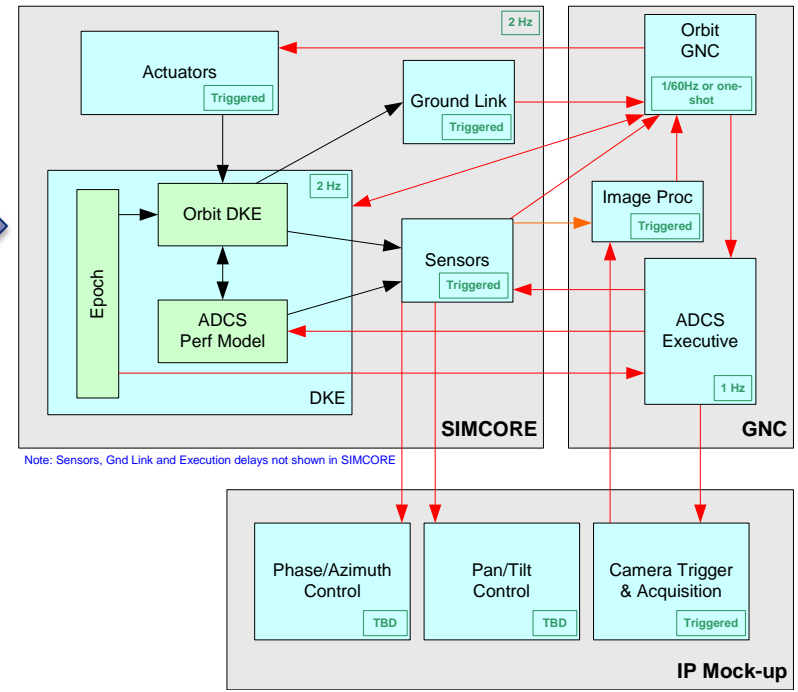 2 Hz
Actuators
Triggered
Ground Link
Triggered
2 Hz
Orbit DKE
Epoch
ADCS
Perf Model
Sensors
Triggered
DKE
SIMCORE
Orbit
GNC
1/60Hz or one-
shot
Image Proc
Triggered
ADCS
Executive
1 Hz
GNC
Note: Sensors, Gnd Link and Execution delays not shown in SIMCORE
Phase/Azimuth
Control
TBD
Pan/Tilt
Control
TBD
Camera Trigger
& Acquisition
Triggered
IP Mock-up